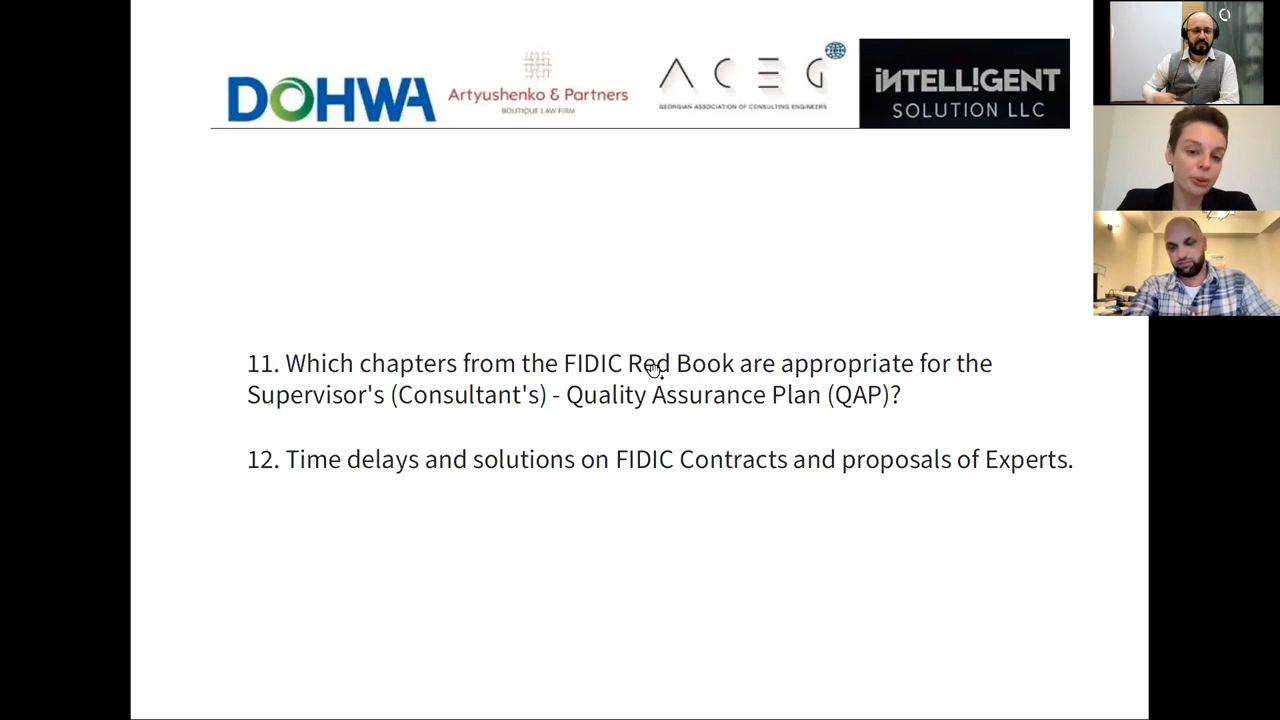 DOHWA
Artyushenko & Partners
BOUTIQUE LAW FIRM
ACEG
GEORGIAN ASSOCIATION OF CONSULTING ENGINEERS
iNTELL!GENT
SOLUTION LLC
11. Which chapters from the FIDIC Red Book are appropriate for the
Supervisor's (Consultant's) - Quality Assurance Plan (QAP)?
12. Time delays and solutions on FIDIC Contracts and proposals of Experts.